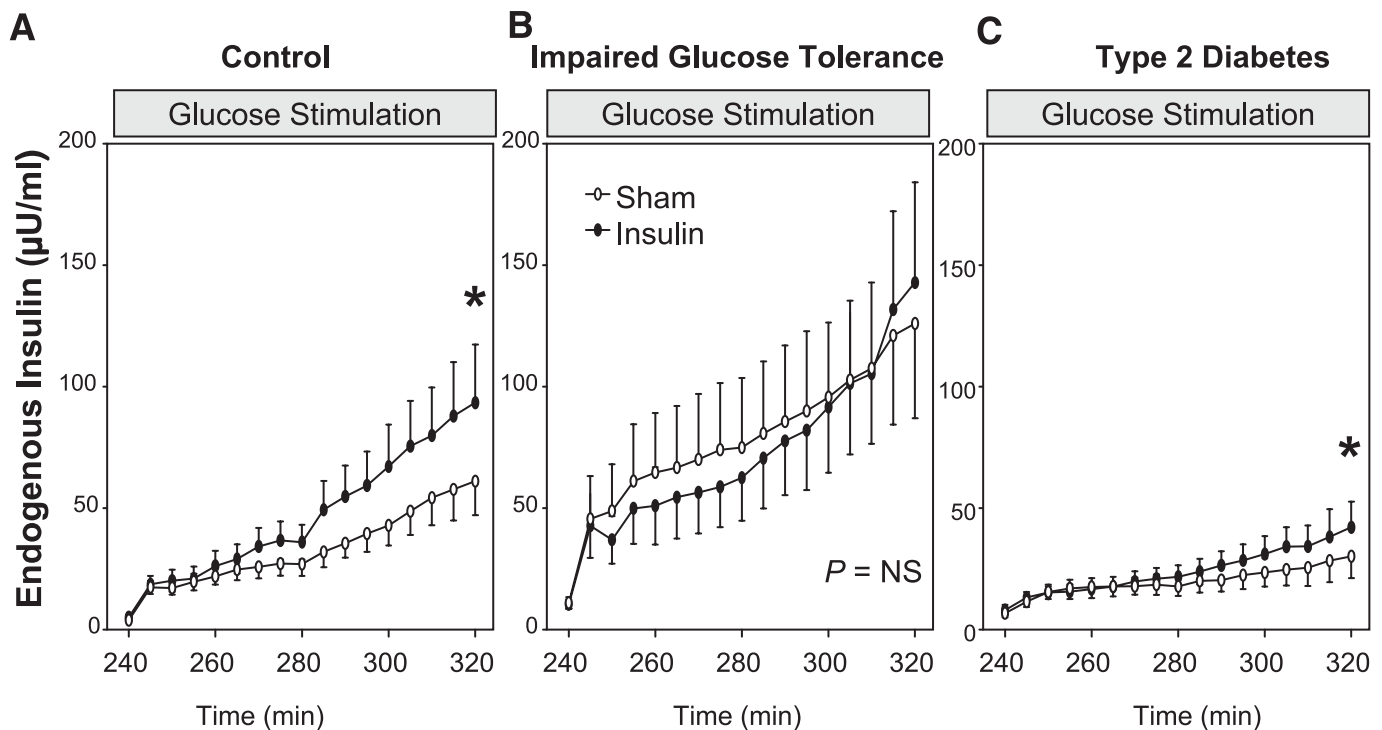 A
Control
Glucose Stimulation
Endogenous Insulin (µU/ml)
200
150
100
50
0
240 260 280 300 320
Time (min)
B
Impaired Glucose Tolerance
Glucose Stimulation
200
150
100
50
0
Sham
Insulin
P = NS
240 260 280 300 320
Time (min)
C
Type 2 Diabetes
Glucose Stimulation
200
150
100
50
0
240 260 280 300 320
Time (min)
*
*